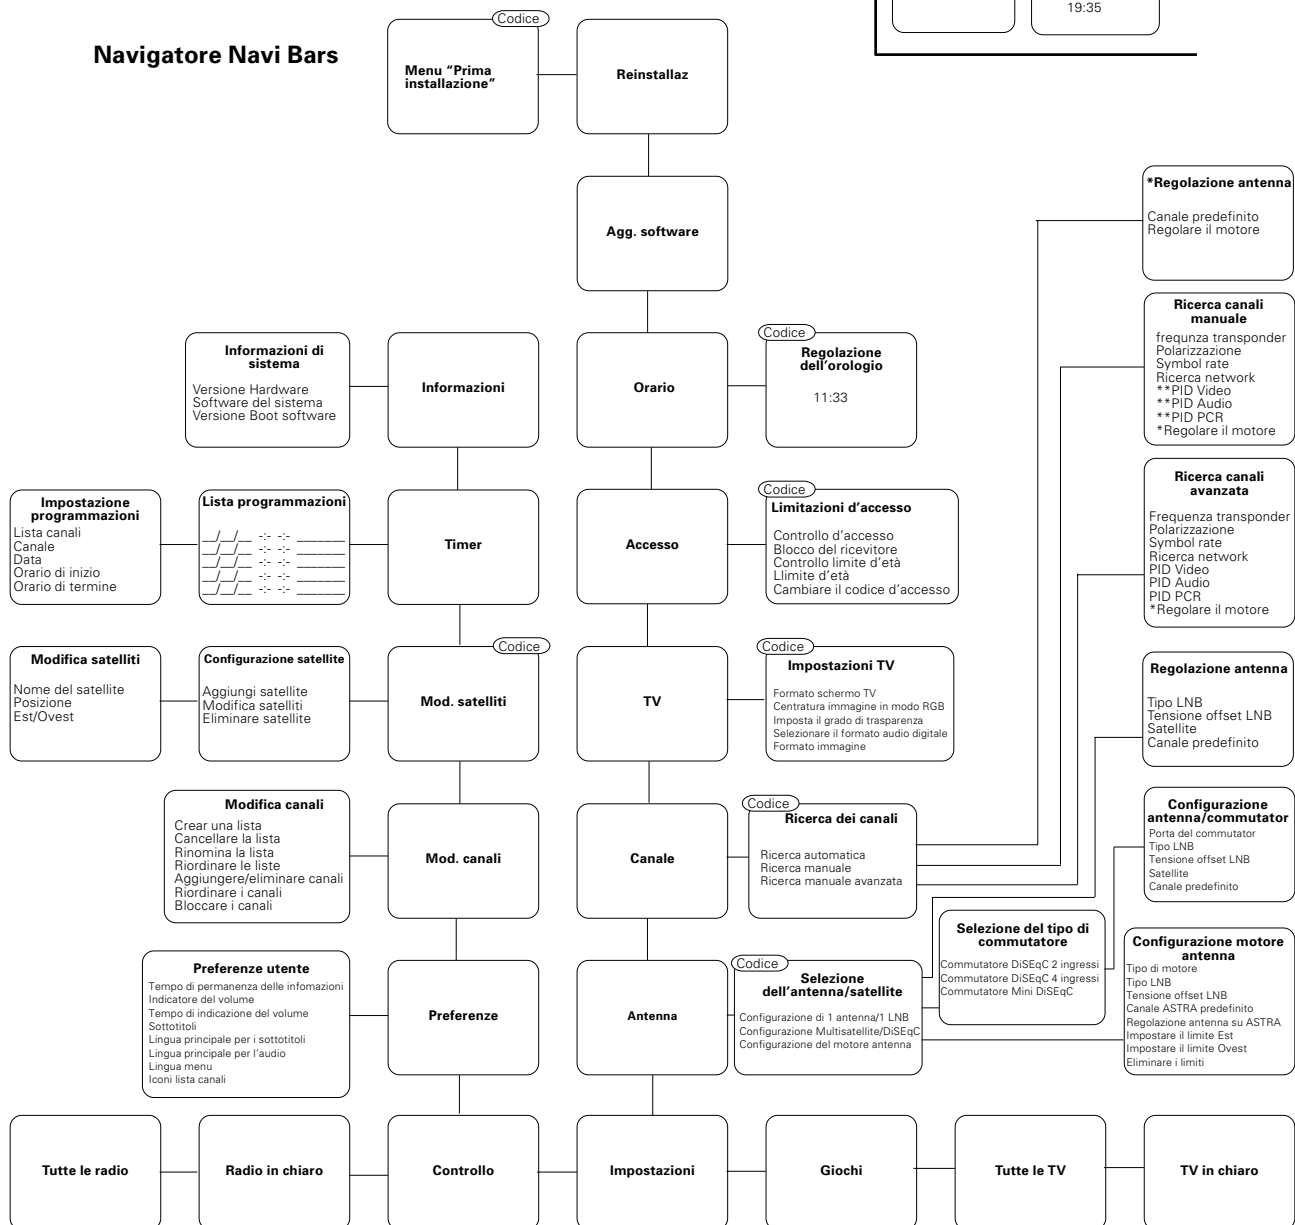 19:35
Navigatore Navi Bars
Codice
Menu “Prima
installazione”
Reinstallaz
*Regolazione antenna
Canale predefinito
Regolare il motore
Agg. software
Ricerca canali
manuale
frequnza transponder
Polarizzazione
Symbol rate
Ricerca network
**PID Video
**PID Audio
**PID PCR
*Regolare il motore
Informazioni di
sistema
Versione Hardware
Software del sistema
Versione Boot software
Informazioni
Orario
Codice
Regolazione
dell’orologio
11:33
Ricerca canali
avanzata
Frequenza transponder
Polarizzazione
Symbol rate
Ricerca network
PID Video
PID Audio
PID PCR
*Regolare il motore
Impostazione
programmazioni
Lista canali
Canale
Data
Orario di inizio
Orario di termine
Lista programmazioni
__/__/__ -:- -:- _______
__/__/__ -:- -:- _______
__/__/__ -:- -:- _______
__/__/__ -:- -:- _______
__/__/__ -:- -:- _______
Timer
Accesso
Codice
Limitazioni d’accesso
Controllo d’accesso
Blocco del ricevitore
Controllo limite d’età
Llimite d’età
Cambiare il codice d’accesso
Modifica satelliti
Nome del satellite
Posizione
Est/Ovest
Configurazione satellite
Aggiungi satellite
Modifica satelliti
Eliminare satellite
Codice
Mod. satelliti
TV
Codice
Impostazioni TV
Formato schermo TV
Centratura immagine in modo RGB
Imposta il grado di trasparenza
Selezionare il formato audio digitale
Formato immagine
Regolazione antenna
Tipo LNB
Tensione offset LNB
Satellite
Canale predefinito
Modifica canali
Crear una lista
Cancellare la lista
Rinomina la lista
Riordinare le liste
Aggiungere/eliminare canali
Riordinare i canali
Bloccare i canali
Mod. canali
Canale
Codice
Ricerca dei canali
Ricerca automatica
Ricerca manuale
Ricerca manuale avanzata
Configurazione
antenna/commutator
Porta del commutator
Tipo LNB
Tensione offset LNB
Satellite
Canale predefinito
Preferenze utente
Tempo di permanenza delle infomazioni
Indicatore del volume
Tempo di indicazione del volume
Sottotitoli
Lingua principale per i sottotitoli
Lingua principale per l’audio
Lingua menu
Iconi lista canali
Preferenze
Antenna
Codice
Selezione
dell’antenna/satellite
Configurazione di 1 antenna/1 LNB
Configurazione Multisatellite/DiSEqC
Configurazione del motore antenna
Selezione del tipo di
commutatore
Commutatore DiSEqC 2 ingressi
Commutatore DiSEqC 4 ingressi
Commutatore Mini DiSEqC
Configurazione motore
antenna
Tipo di motore
Tipo LNB
Tensione offset LNB
Canale ASTRA predefinito
Regolazione antenna su ASTRA
Impostare il limite Est
Impostare il limite Ovest
Eliminare i limiti
Tutte le radio
Radio in chiaro
Controllo
Impostazioni
Giochi
Tutte le TV
TV in chiaro